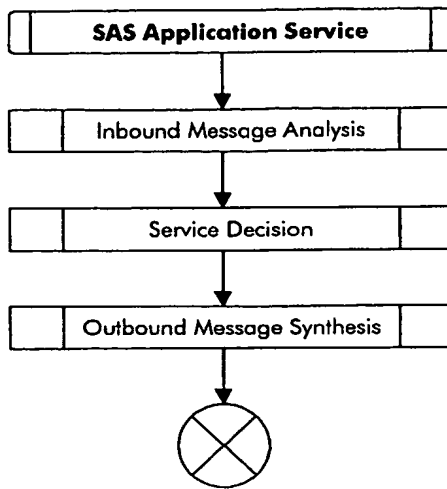 SAS Application Service
Inbound Message Analysis
Service Decision
Outbound Message Synthesis